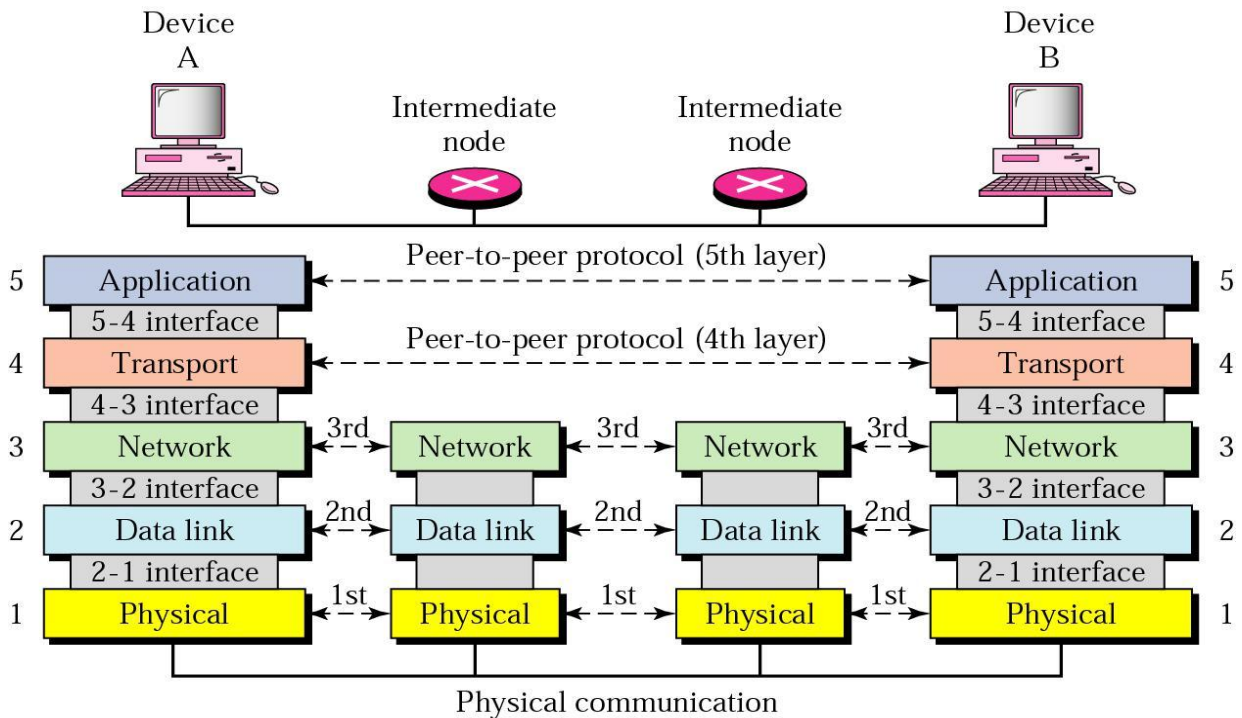 Device
A
Device
B
Intermediate
node
Intermediate
node
Peer-to-peer protocol (5th layer)
5 Application Application 5
5-4 interface 5-4 interface
Peer-to-peer protocol (4th layer)
4 Transport Transport 4
4-3 interface 4-3 interface
3rd 3rd 3rd
3 Network Network Network Network 3
3-2 interface 3-2 interface
2nd 2nd 2nd
2 Data link Data link Data link Data link 2
2-1 interface 2-1 interface
1st 1st 1st
1 Physical Physical Physical Physical 1
Physical communication